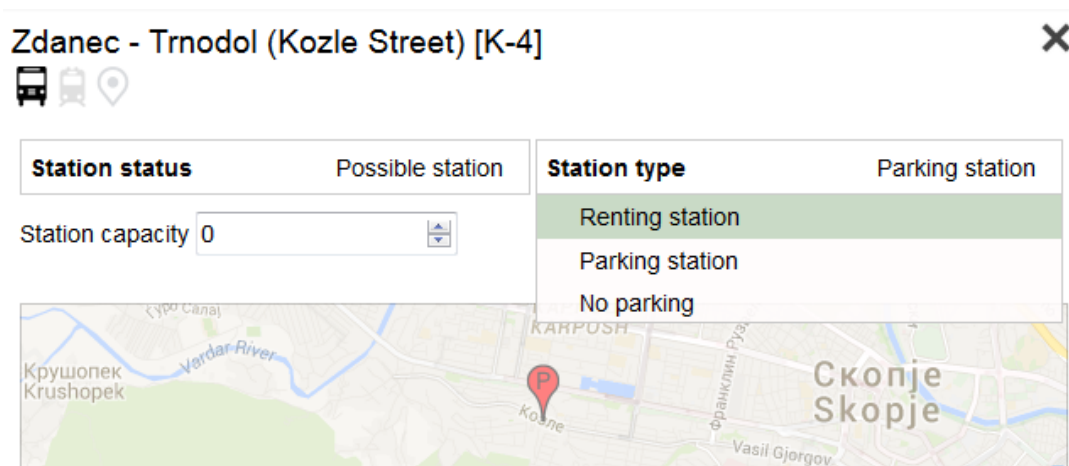 Zdanec - Trnodol (Kozle Street) [K-4]
Station status Possible station
Station type Parking station
Station capacity 0
Renting station
Parking station
No parking
KARPOSH
Vardar River
Крушопек
Krushopek
P
Козле
Скопје
Skopje
Vasil Gjorgov